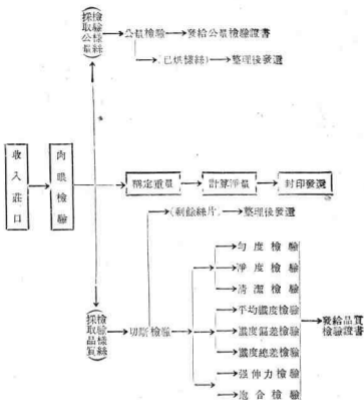 (採取公量檢驗樣絲)
公量檢驗 發給公量檢驗證書
(已烘樣絲) 整理後發還
收入莊口
肉眼檢驗
稱定重量 計算淨量 封印發還
(剩餘絲片) 整理後發還
(採取品質檢驗樣絲)
切斷檢驗
勻度檢驗
淨度檢驗
清潔檢驗
平均纖度檢驗
纖度偏差檢驗
纖度總差檢驗
强伸力檢驗
抱合檢驗
發給品質
檢驗證書